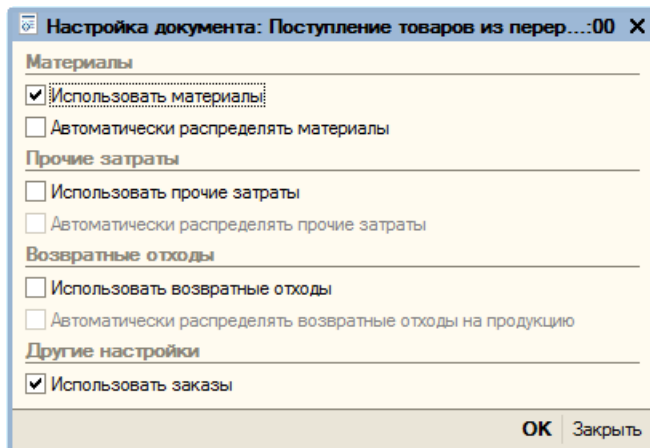 Настройка документа: Поступление товаров из перер...:00
Материалы
Использовать материалы
Автоматически распределять материалы
Прочие затраты
Использовать прочие затраты
Автоматически распределять прочие затраты
Возвратные отходы
Использовать возвратные отходы
Автоматически распределять возвратные отходы на продукцию
Другие настройки
Использовать заказы
OK Закрыть